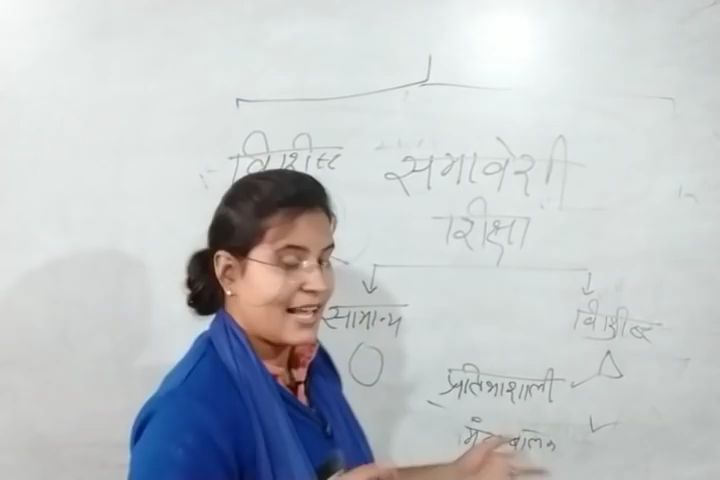 विशिष्ट
समावेशी
शिक्षा
सामान्य
विशिष्ट
प्रतिभाशाली
मंद बालक